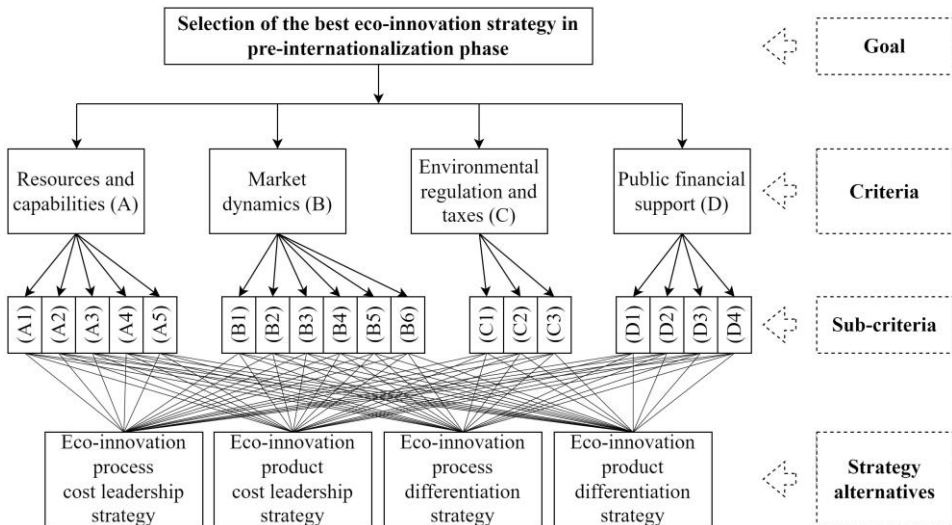 Selection of the best eco-innovation strategy in
pre-internationalization phase
Goal
Resources and
capabilities (A)
Market
dynamics (B)
Environmental
regulation and
taxes (C)
Public financial
support (D)
Criteria
(A1)
(A2)
(A3)
(A4)
(A5)
(B1)
(B2)
(B3)
(B4)
(B5)
(B6)
(C1)
(C2)
(C3)
(D1)
(D2)
(D3)
(D4)
Sub-criteria
Eco-innovation
process
cost leadership
strategy
Eco-innovation
product
cost leadership
strategy
Eco-innovation
process
differentiation
strategy
Eco-innovation
product
differentiation
strategy
Strategy
alternatives